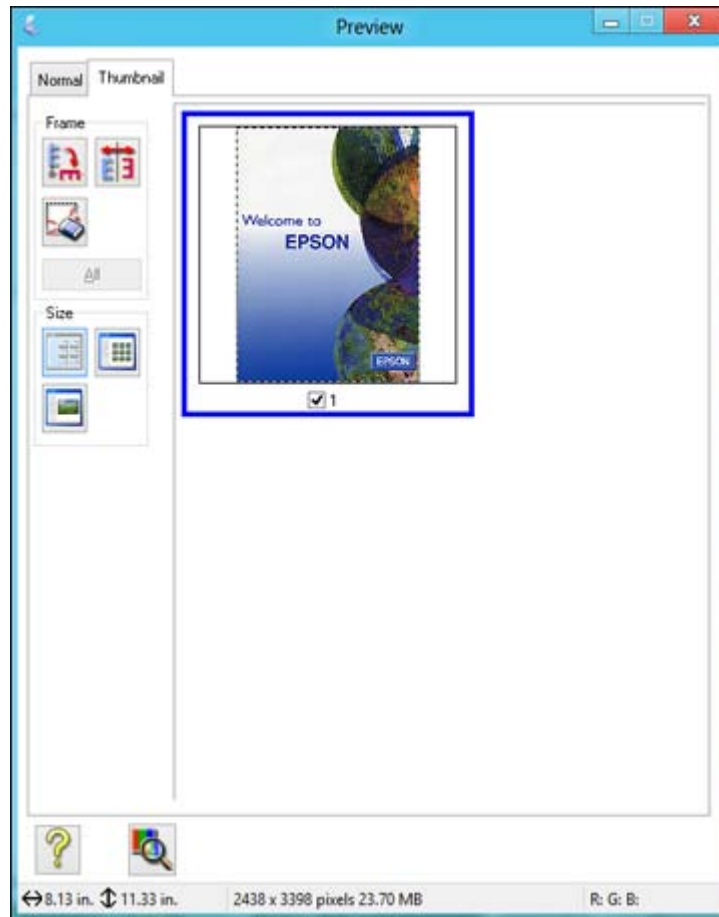 Preview
Normal
Thumbnail
Frame
All
Size
Welcome to
EPSON
EPSON
1
8.13 in. 11.33 in.
2438 x 3398 pixels 23.70 MB
R: G: B: